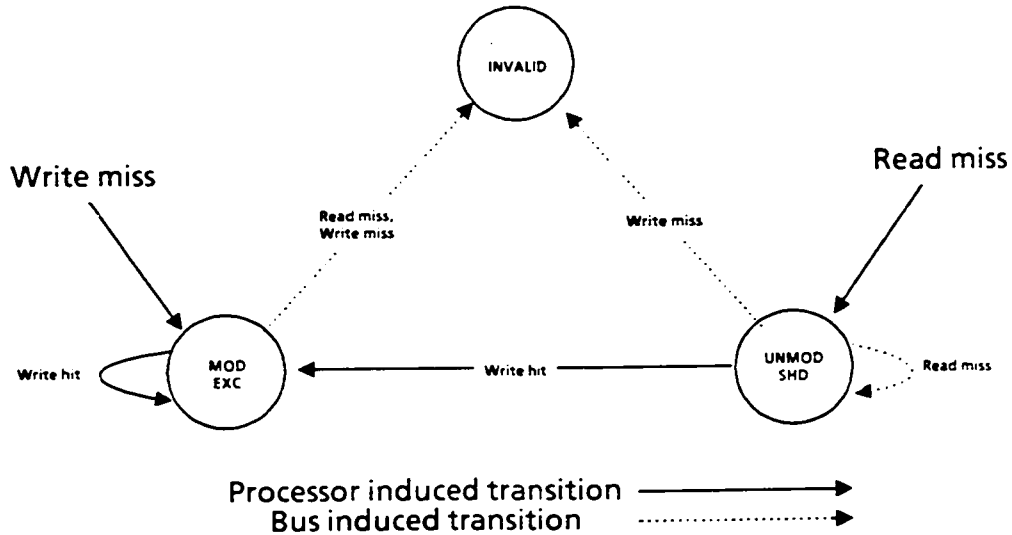 INVALID
Write miss
Read miss
Read miss,
Write miss
Write miss
Write hit
MOD
EXC
Write hit
UNMOD
SHD
Read miss
Processor induced transition
Bus induced transition